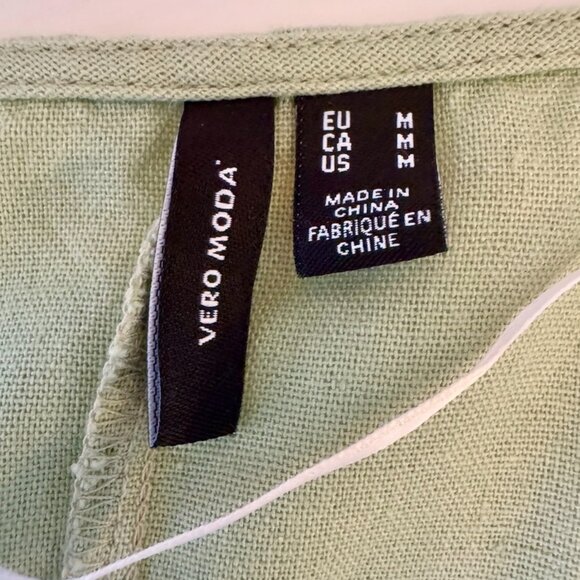 VERO MODA
EU M
CA M
US M
MADE IN
CHINA
FABRIQUÉ EN
CHINE